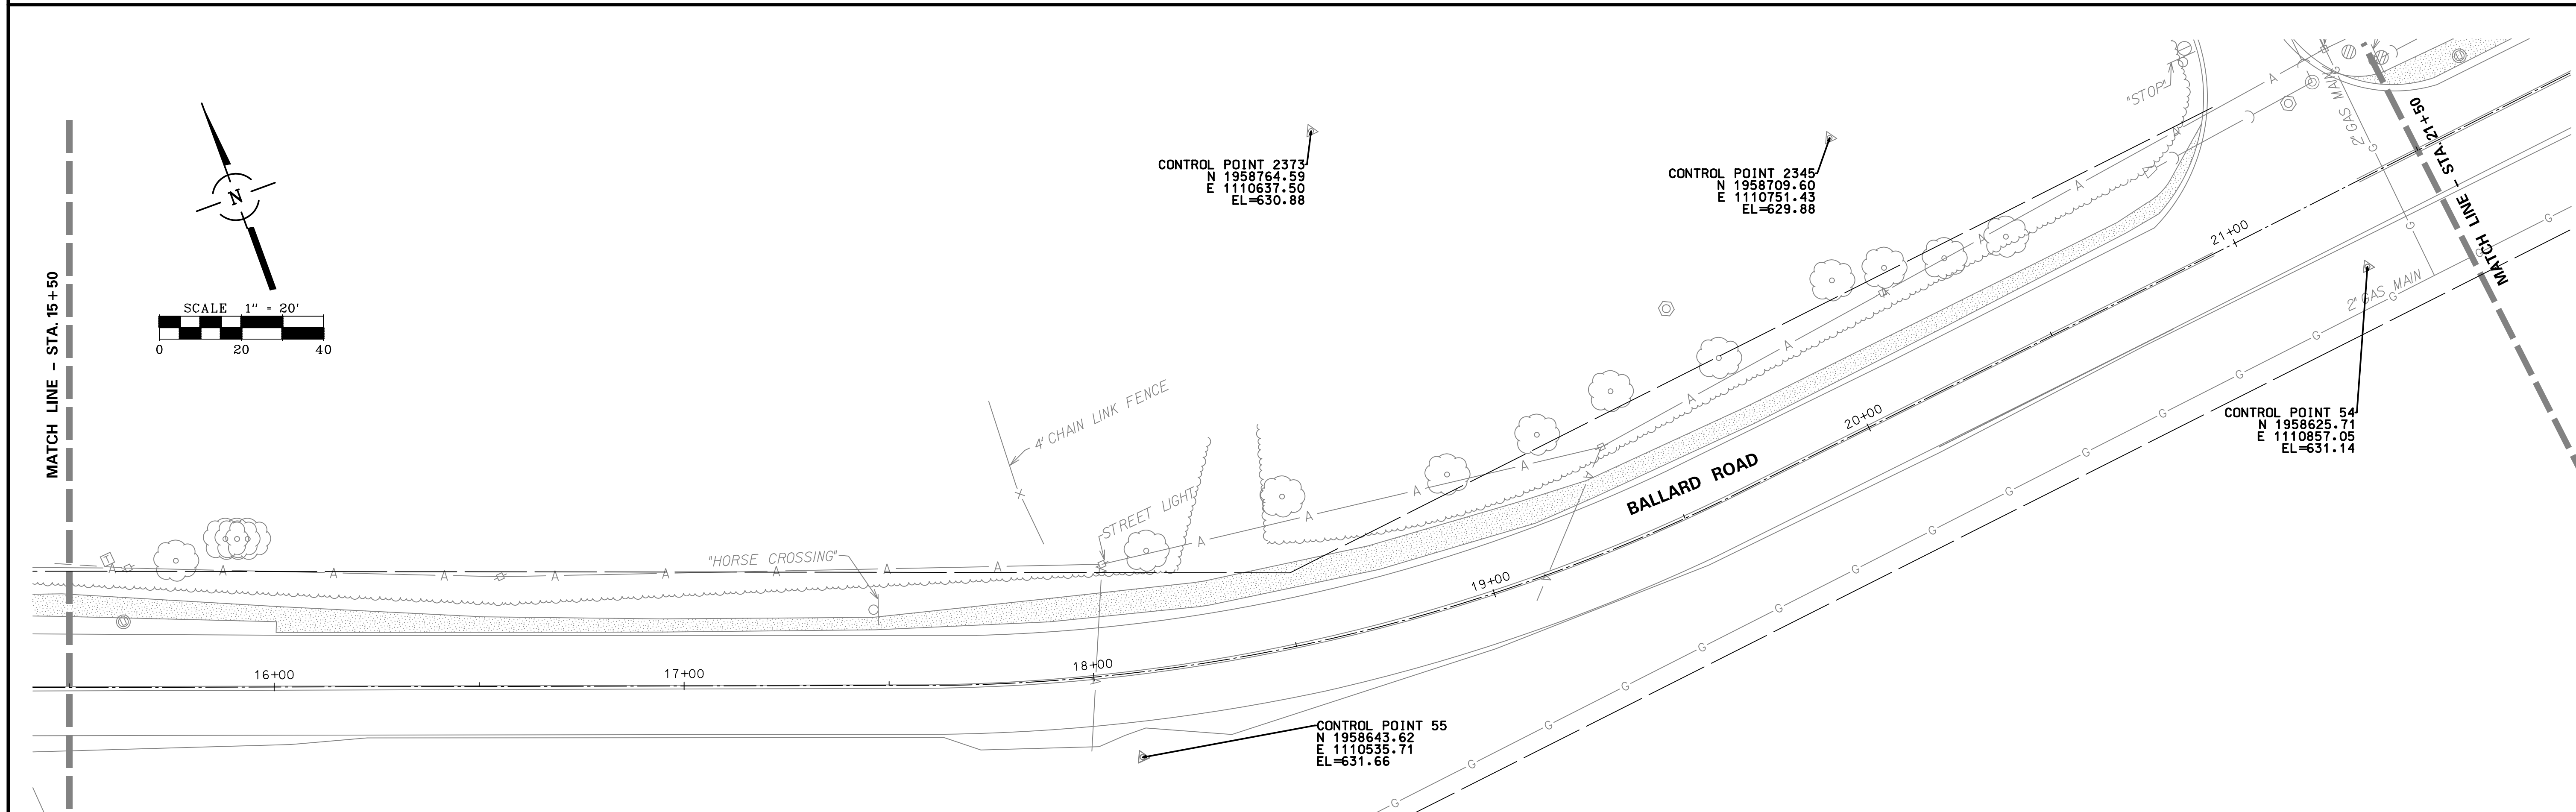 "STOP"
2" GAS MAIN
MATCH LINE - STA. 21+50
CONTROL POINT 2373
N 1958764.59
E 1110637.50
EL=630.88
CONTROL POINT 2345
N 1958709.60
E 1110751.43
EL=629.88
N
21+00
2" GAS MAIN
MATCH LINE - STA. 15+50
SCALE 1" = 20'
0 20 40
4' CHAIN LINK FENCE
20+00
CONTROL POINT 54
N 1958625.71
E 1110857.05
EL=631.14
BALLARD ROAD
STREET LIGHT
"HORSE CROSSING"
19+00
16+00
17+00
18+00
CONTROL POINT 55
N 1958643.62
E 1110535.71
EL=631.66